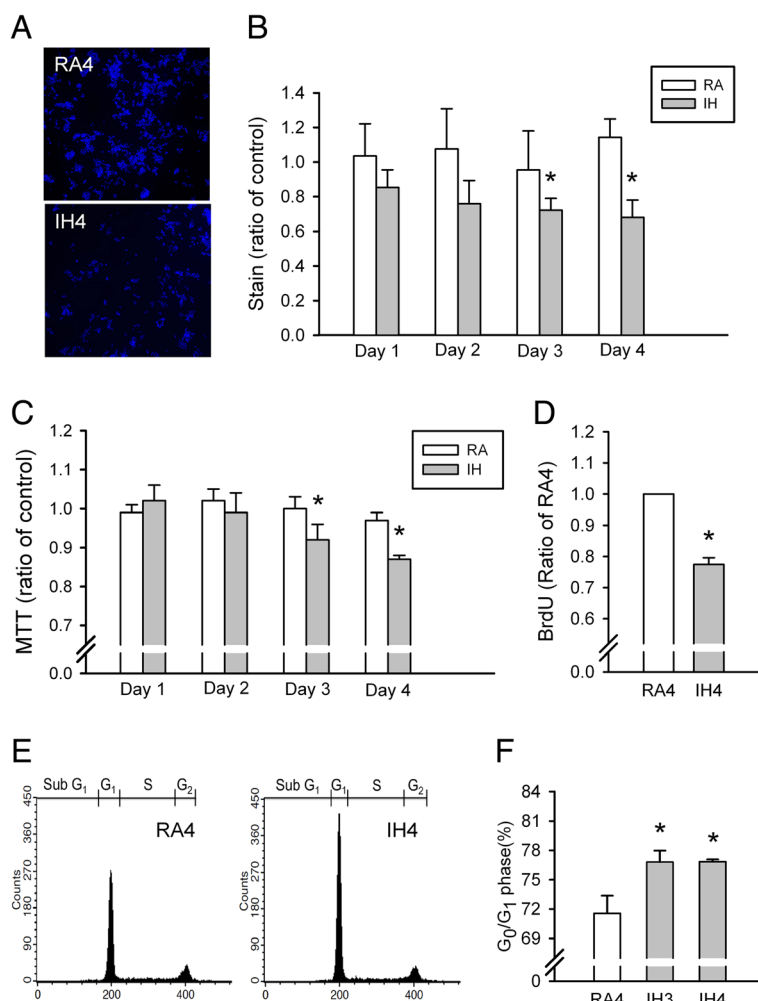 A
RA4
IH4
B
RA
IH
1.4
1.2
1.0
0.8
0.6
0.4
0.2
0.0
Stain (ratio of control)
*
*
Day 1
Day 2
Day 3
Day 4
C
RA
IH
1.2
1.1
1.0
0.9
0.8
0.7
0.0
MTT (ratio of control)
*
*
Day 1
Day 2
Day 3
Day 4
D
1.2
1.1
1.0
0.9
0.8
0.6
0.0
BrdU (Ratio of RA4)
*
RA4
IH4
E
Sub G₁
G₁
S
G₂
RA4
450
360
270
180
90
0
Counts
0
200
400
Sub G₁
G₁
S
G₂
IH4
450
360
270
180
90
0
Counts
0
200
400
F
84
81
78
75
72
69
0
G₀/G₁ phase(%)
*
*
RA4
IH3
IH4